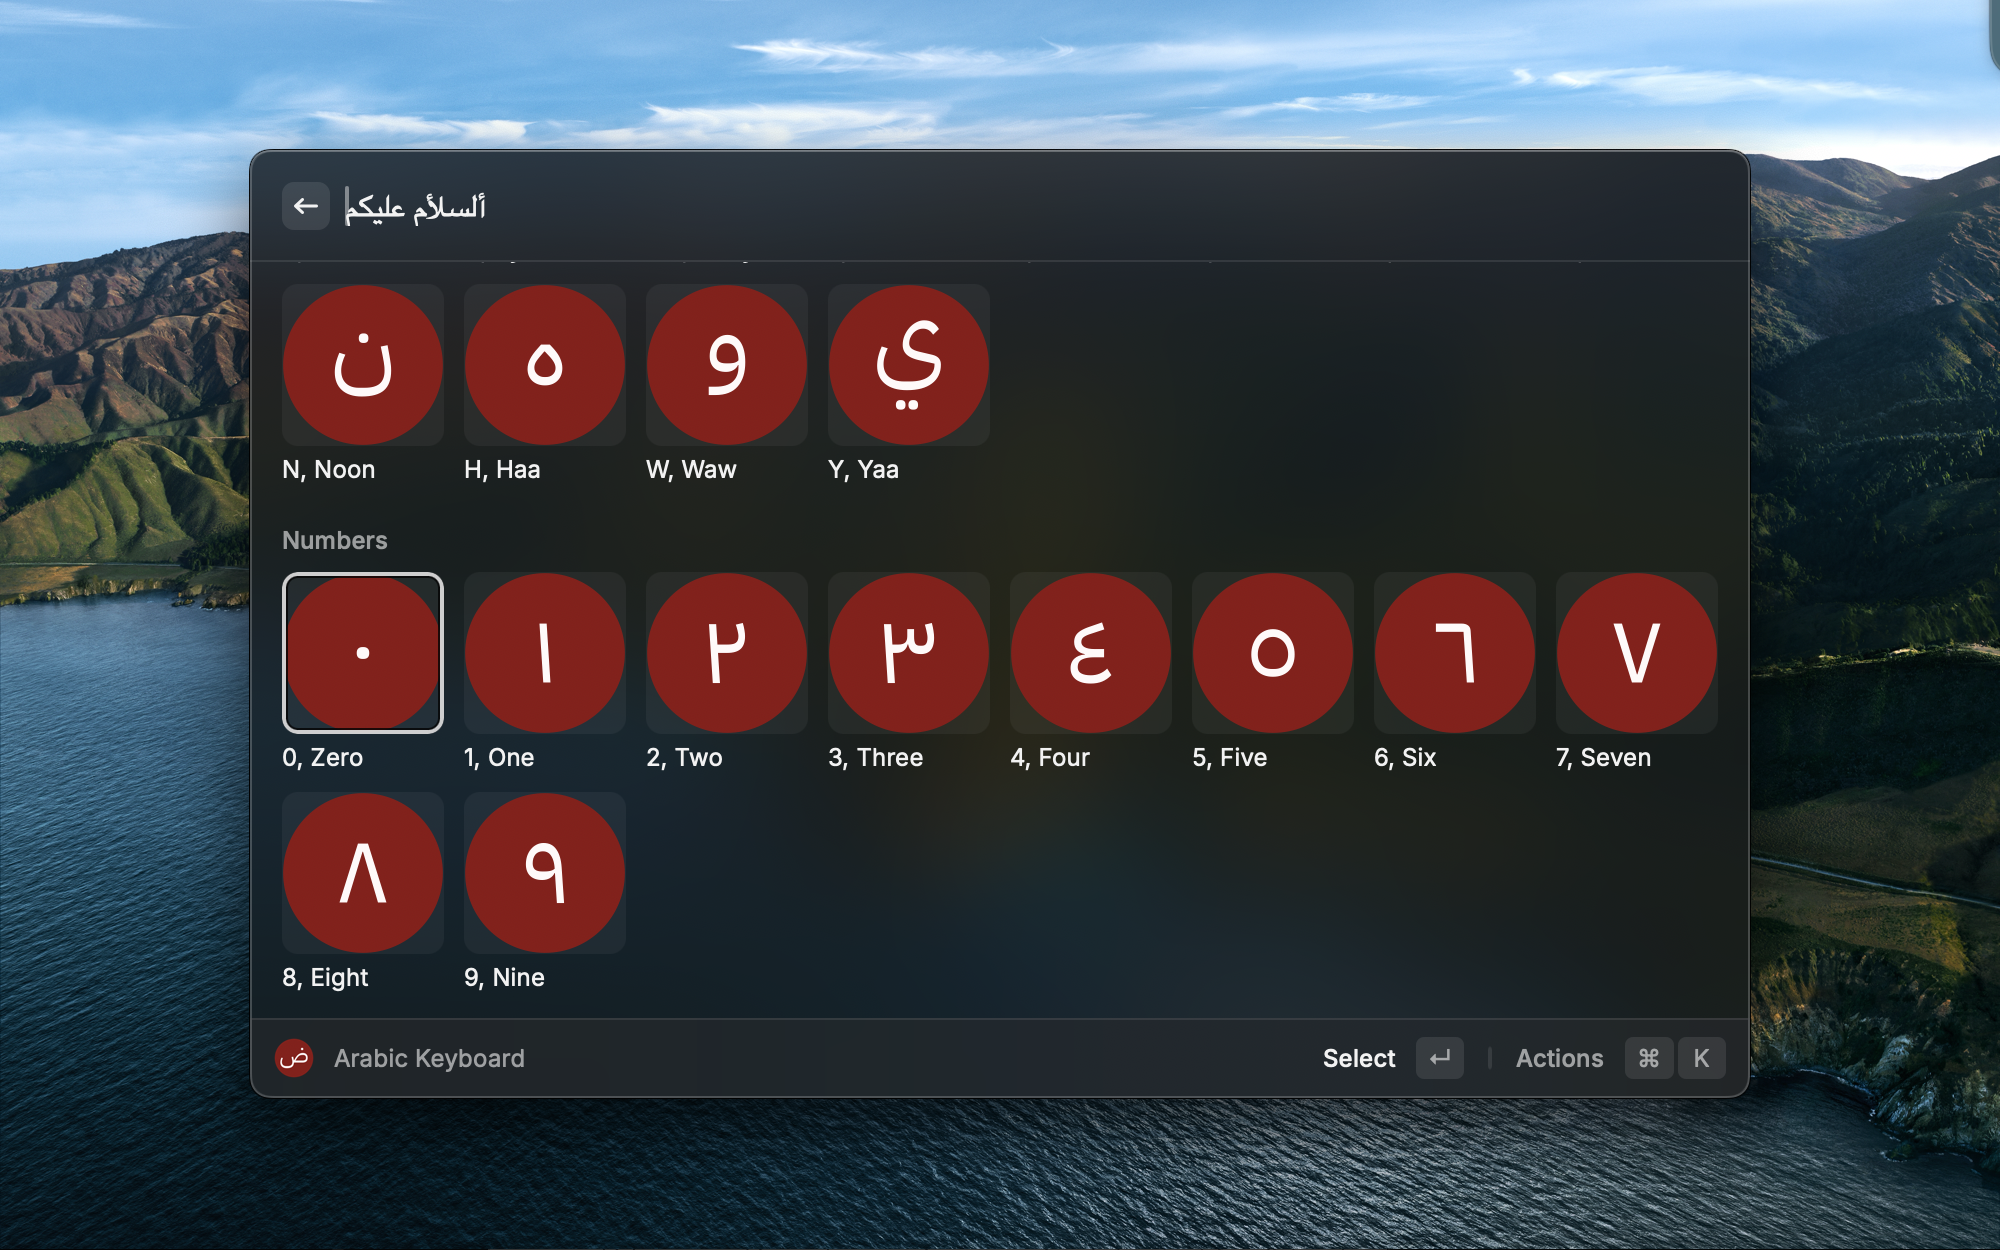 ألسلأم عليكم
ن ه و ي
N, Noon H, Haa W, Waw Y, Yaa
Numbers
٠ ١ ٢ ٣ ٤ ٥ ٦ ٧
0, Zero 1, One 2, Two 3, Three 4, Four 5, Five 6, Six 7, Seven
٨ ٩
8, Eight 9, Nine
ض Arabic Keyboard Select ↵ Actions ⌘ K